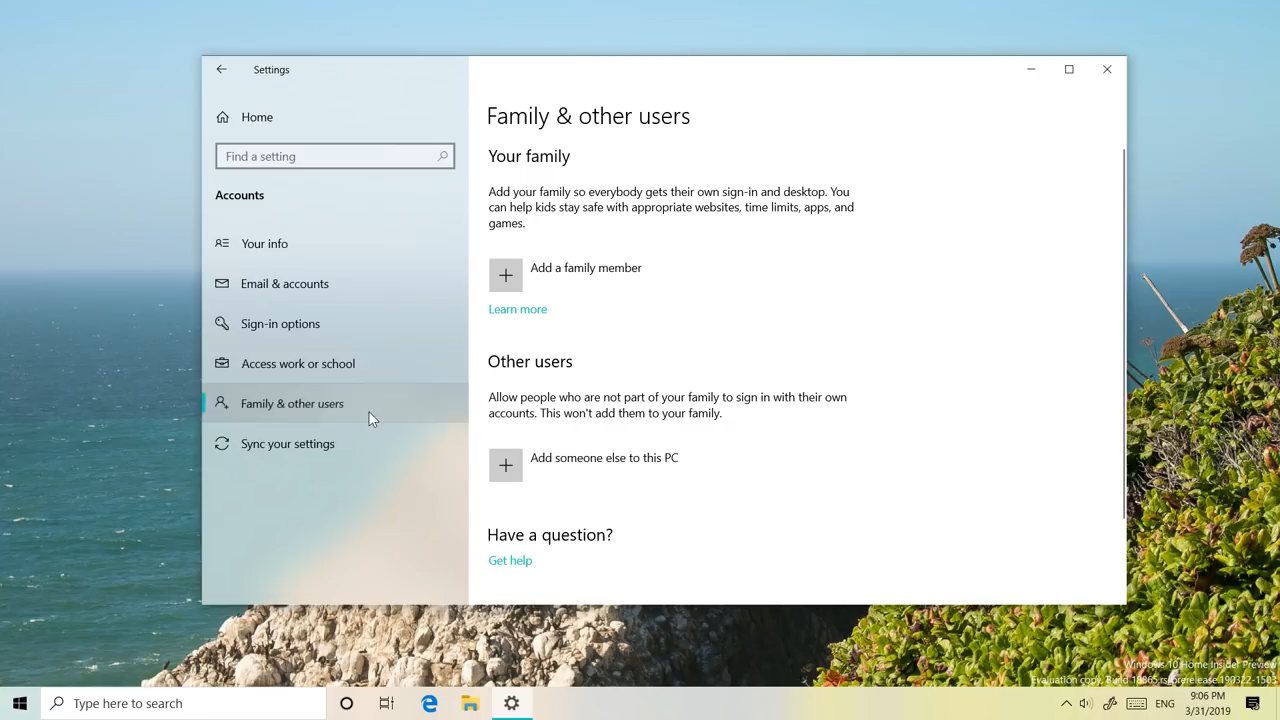 Settings
Home
Find a setting
Accounts
Your info
Email & accounts
Sign-in options
Access work or school
Family & other users
Sync your settings
Family & other users
Your family
Add your family so everybody gets their own sign-in and desktop. You
can help kids stay safe with appropriate websites, time limits, apps, and
games.
Add a family member
Learn more
Other users
Allow people who are not part of your family to sign in with their own
accounts. This won't add them to your family.
Add someone else to this PC
Have a question?
Get help
Windows 10 Home Insider Preview
Evaluation copy. Build 18865.rs_prerelease.190322-1503
Type here to search
ENG
9:06 PM
3/31/2019